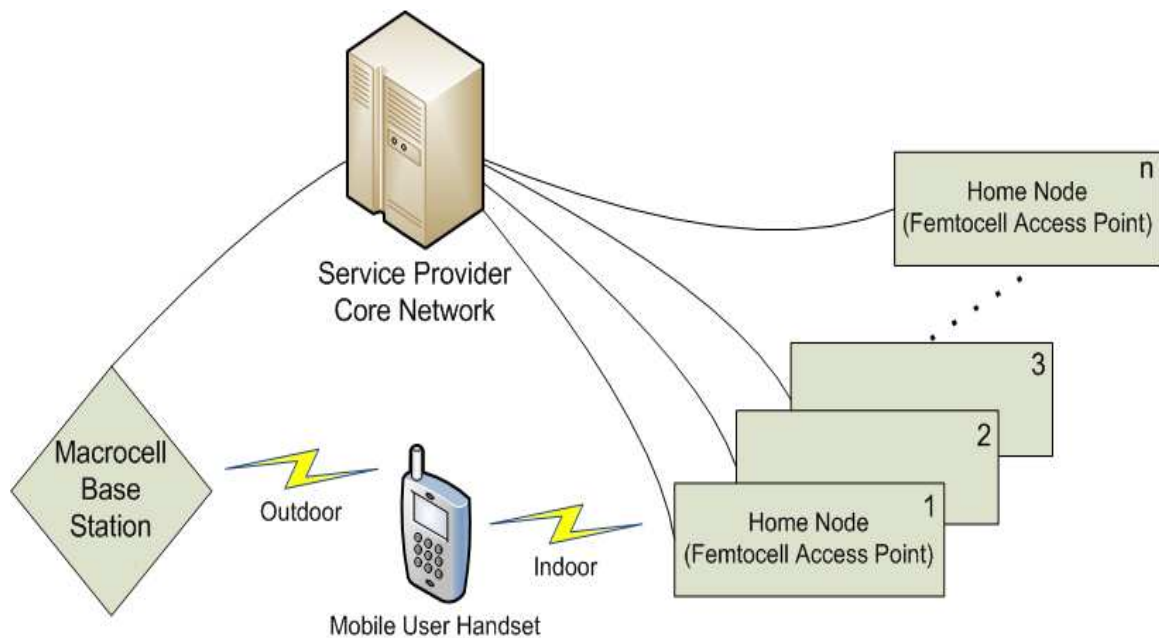 n
Home Node
(Femtocell Access Point)
Service Provider
Core Network
3
2
1
Home Node
(Femtocell Access Point)
Macrocell
Base
Station
Outdoor
Indoor
Mobile User Handset